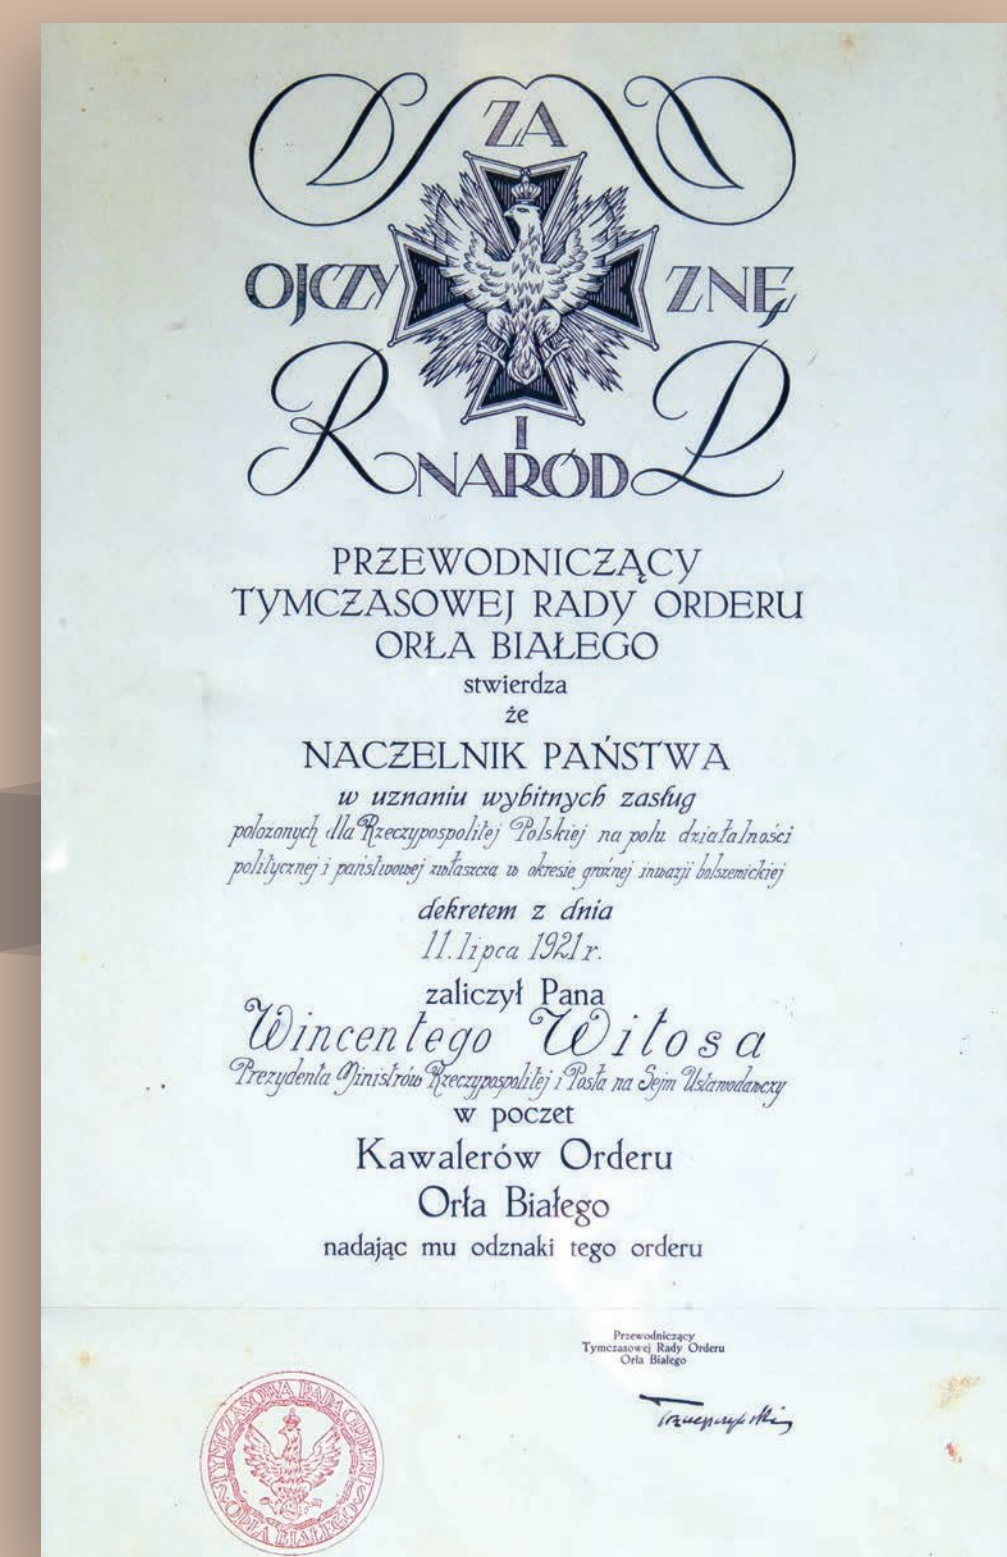 ZA
OJCZYZNĘ
R I P
NARÓD
PRZEWODNICZĄCY
TYMCZASOWEJ RADY ORDERU
ORŁA BIAŁEGO
stwierdza
że
NACZELNIK PAŃSTWA
w uznaniu wybitnych zasług
położonych dla Rzeczypospolitej Polskiej na polu działalności
politycznej i państwowej zwłaszcza w okresie groźnej inwazji bolszewickiej
dekretem z dnia
11. lipca 1921 r.
zaliczył Pana
Wincentego Witosa
Prezydenta Ministrów Rzeczypospolitej i Posła na Sejm Ustawodawczy
w poczet
Kawalerów Orderu
Orła Białego
nadając mu odznaki tego orderu
Przewodniczący
Tymczasowej Rady Orderu
Orła Białego
TYMCZASOWA RADA ORDERU
ORŁA BIAŁEGO